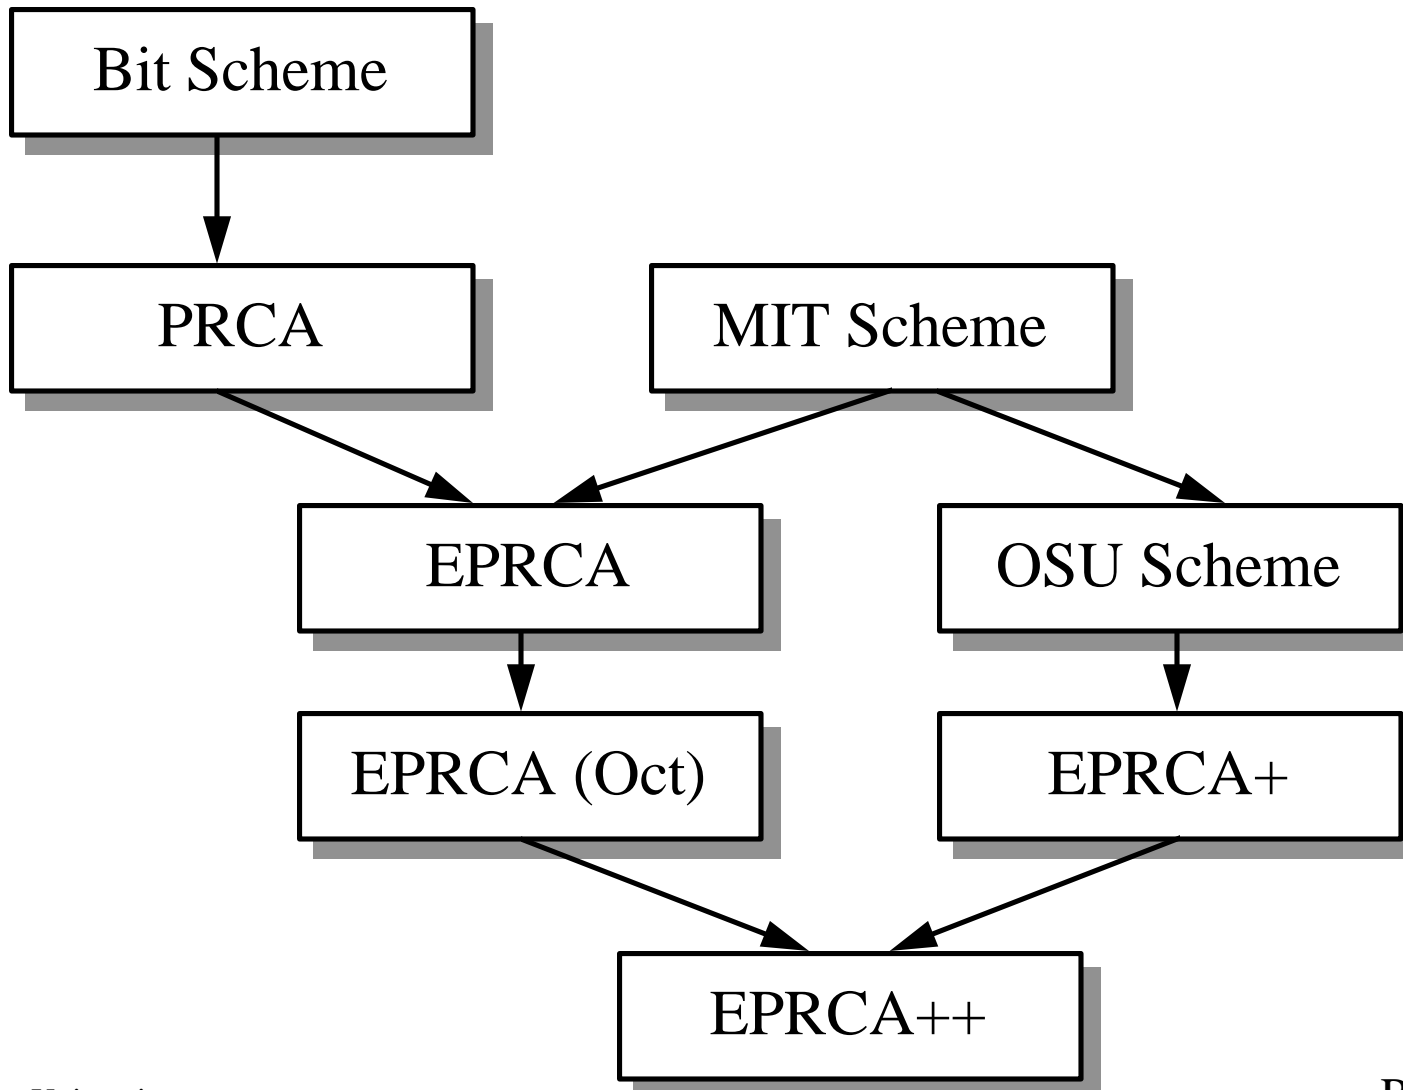 Bit Scheme
PRCA
MIT Scheme
EPRCA
OSU Scheme
EPRCA (Oct)
EPRCA+
EPRCA++